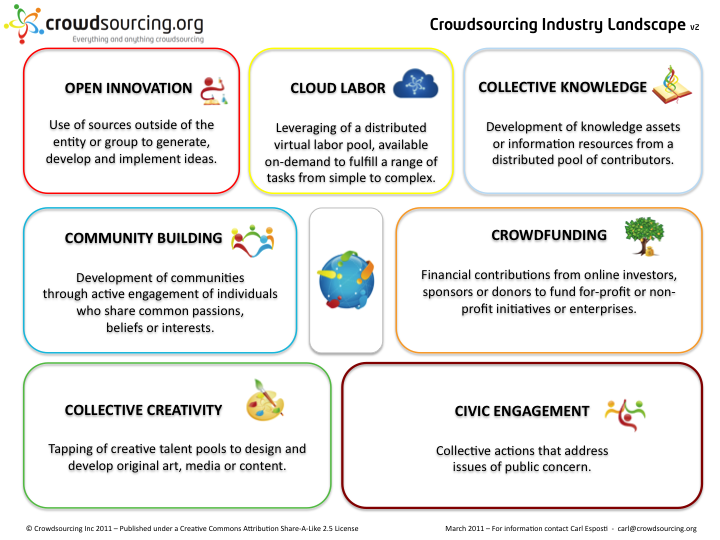 crowdsourcing.org
Everything and anything crowdsourcing
Crowdsourcing Industry Landscape v2
OPEN INNOVATION
Use of sources outside of the
entity or group to generate,
develop and implement ideas.
CLOUD LABOR
Leveraging of a distributed
virtual labor pool, available
on-demand to fulfill a range of
tasks from simple to complex.
COLLECTIVE KNOWLEDGE
Development of knowledge assets
or information resources from a
distributed pool of contributors.
COMMUNITY BUILDING
Development of communities
through active engagement of individuals
who share common passions,
beliefs or interests.
CROWDFUNDING
Financial contributions from online investors,
sponsors or donors to fund for-profit or non-
profit initiatives or enterprises.
COLLECTIVE CREATIVITY
Tapping of creative talent pools to design and
develop original art, media or content.
CIVIC ENGAGEMENT
Collective actions that address
issues of public concern.
© Crowdsourcing Inc 2011 – Published under a Creative Commons Attribution Share-A-Like 2.5 License
March 2011 – For information contact Carl Esposti - carl@crowdsourcing.org